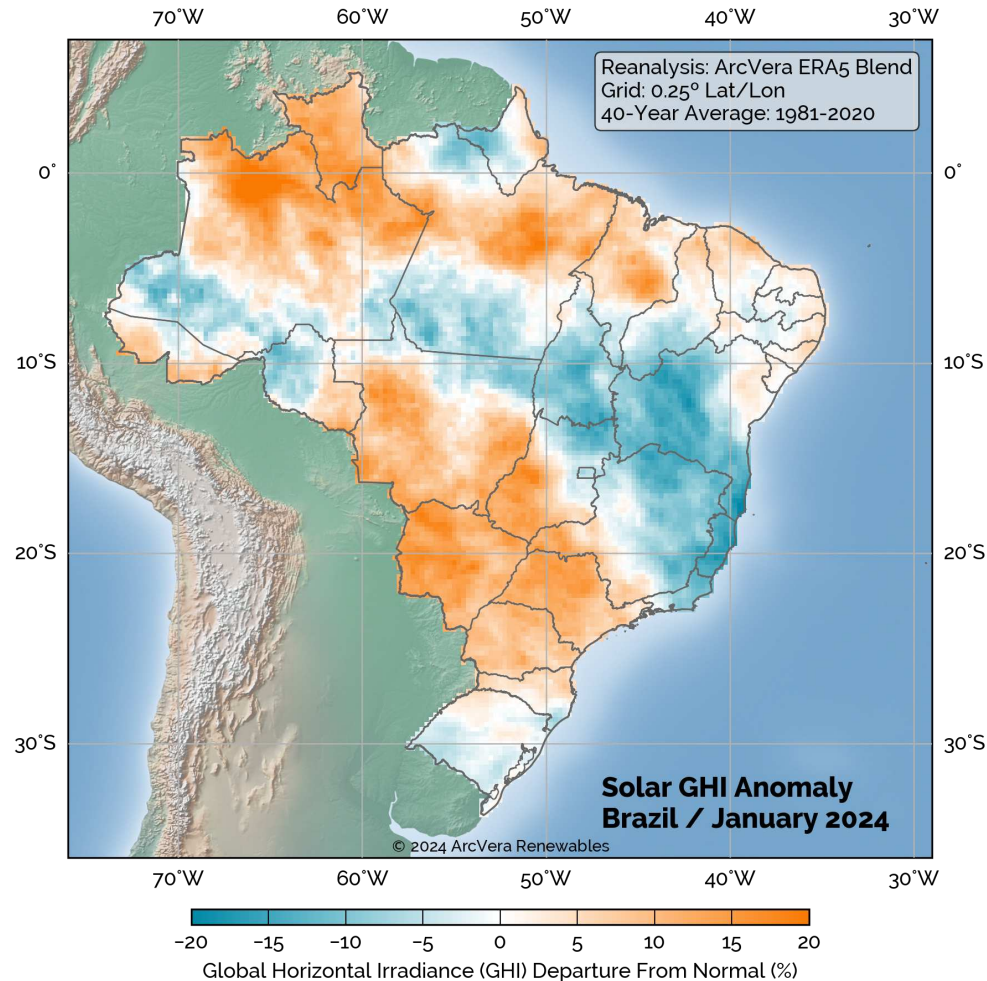 70°W 60°W 50°W 40°W 30°W
Reanalysis: ArcVera ERA5 Blend
Grid: 0.25º Lat/Lon
40-Year Average: 1981-2020
0° 0°
10°S 10°S
20°S 20°S
30°S 30°S
Solar GHI Anomaly
Brazil / January 2024
© 2024 ArcVera Renewables
70°W 60°W 50°W 40°W 30°W
−20 −15 −10 −5 0 5 10 15 20
Global Horizontal Irradiance (GHI) Departure From Normal (%)